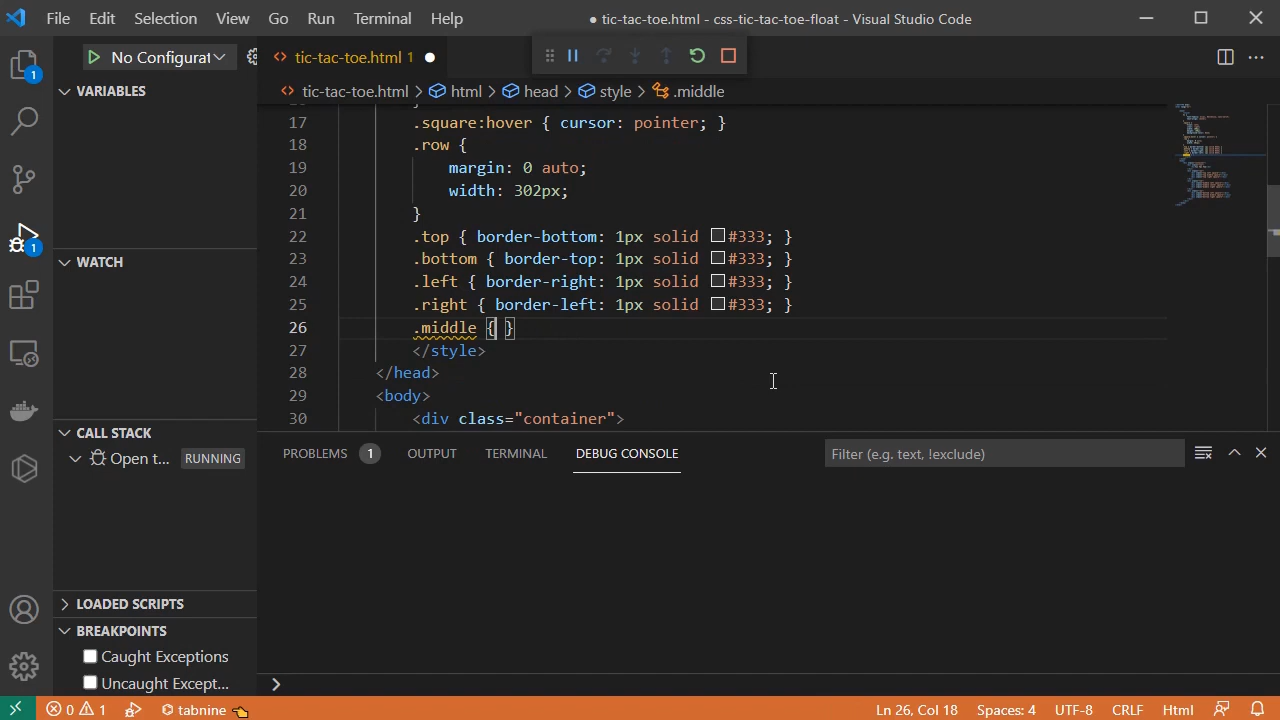 File Edit Selection View Go Run Terminal Help ● tic-tac-toe.html - css-tic-tac-toe-float - Visual Studio Code
No Configurat
tic-tac-toe.html 1
tic-tac-toe.html > html > head > style > .middle
VARIABLES
WATCH
CALL STACK
Open t... RUNNING
LOADED SCRIPTS
BREAKPOINTS
Caught Exceptions
Uncaught Except...
1
1
17 .square:hover { cursor: pointer; }
18 .row {
19 margin: 0 auto;
20 width: 302px;
21 }
22 .top { border-bottom: 1px solid #333; }
23 .bottom { border-top: 1px solid #333; }
24 .left { border-right: 1px solid #333; }
25 .right { border-left: 1px solid #333; }
26 .middle { }
27 </style>
28 </head>
29 <body>
30 <div class="container">
PROBLEMS 1 OUTPUT TERMINAL DEBUG CONSOLE Filter (e.g. text, !exclude)
0 1 tabnine Ln 26, Col 18 Spaces: 4 UTF-8 CRLF Html